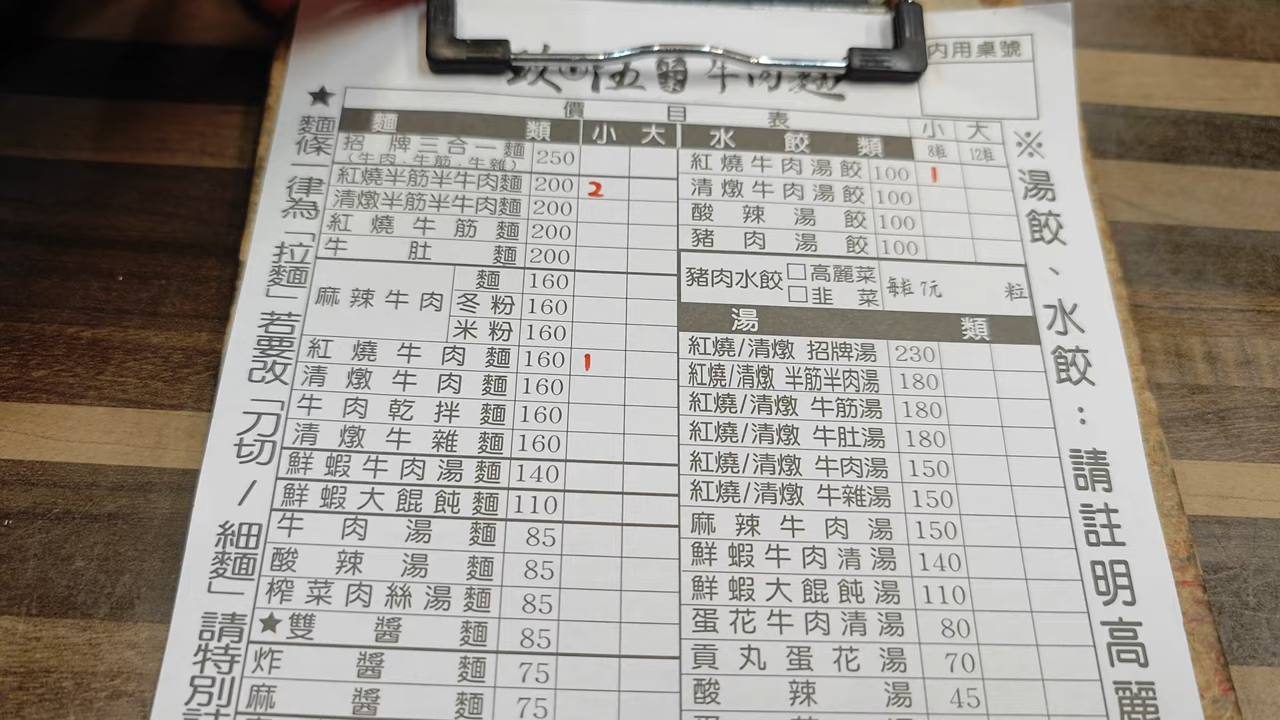 牛肉麵
內用桌號
價目表
麵類 小 大
招牌三合一麵 250
(牛肉.牛筋.牛雜)
紅燒半筋半牛肉麵 200 2
清燉半筋半牛肉麵 200
紅燒牛筋麵 200
牛肚麵 200
麻辣牛肉 麵 160
冬粉 160
米粉 160
紅燒牛肉麵 160 1
清燉牛肉麵 160
牛肉乾拌麵 160
清燉牛雜麵 160
鮮蝦牛肉湯麵 140
鮮蝦大餛飩麵 110
牛肉湯麵 85
酸辣湯麵 85
榨菜肉絲湯麵 85
★雙醬麵 85
炸醬麵 75
麻醬麵 75
水餃類 小 大
8粒 12粒
紅燒牛肉湯餃 100 1
清燉牛肉湯餃 100
酸辣湯餃 100
豬肉湯餃 100
豬肉水餃 □高麗菜 每粒7元 粒
□韭菜
湯類
紅燒/清燉 招牌湯 230
紅燒/清燉 半筋半肉湯 180
紅燒/清燉 牛筋湯 180
紅燒/清燉 牛肚湯 180
紅燒/清燉 牛肉湯 150
紅燒/清燉 牛雜湯 150
麻辣牛肉湯 150
鮮蝦牛肉清湯 140
鮮蝦大餛飩湯 110
蛋花牛肉清湯 80
貢丸蛋花湯 70
酸辣湯 45
★麵條一律為「拉麵」若要改「刀切/細麵」請特別
※湯餃、水餃:請註明高麗